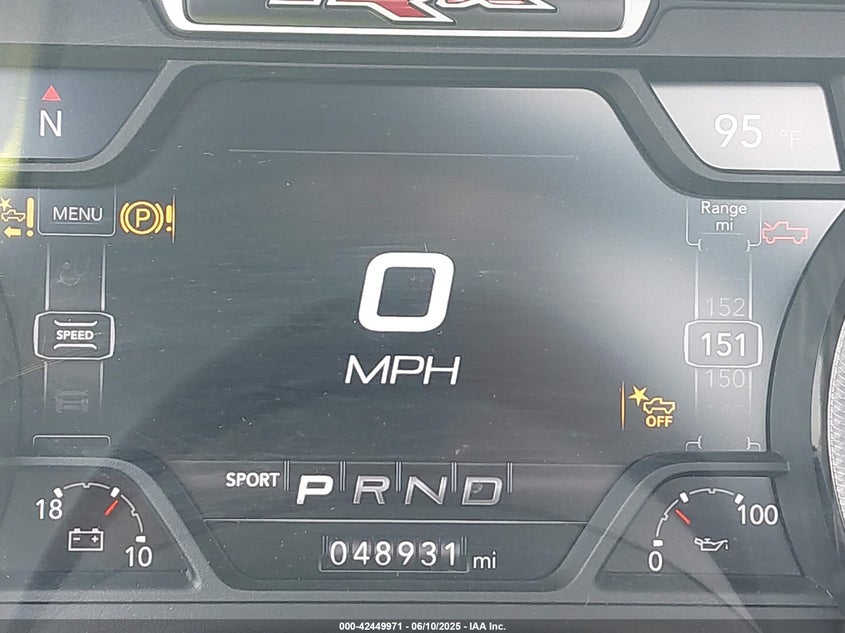 N
95 °F
MENU
P
!
!
Range
mi
152
151
150
SPEED
0
MPH
OFF
SPORT P R N D
18
10
048931 mi
100
0
000-42449971 - 06/10/2025 - IAA Inc.